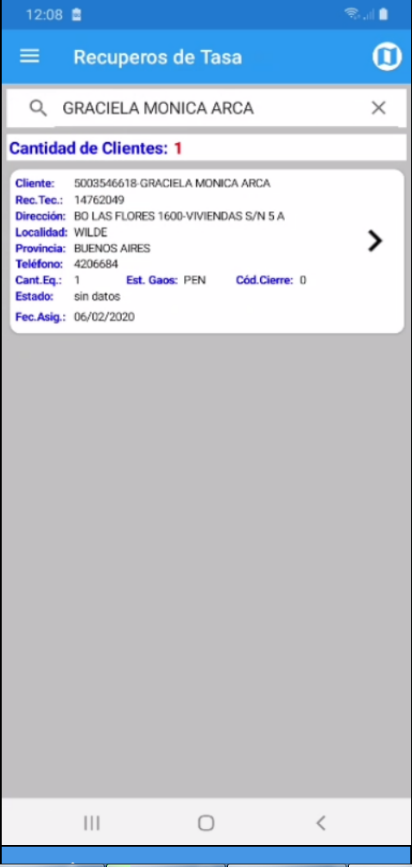 12:08
Recuperos de Tasa
GRACIELA MONICA ARCA
Cantidad de Clientes: 1
Cliente: 5003546618-GRACIELA MONICA ARCA
Rec.Tec.: 14762049
Dirección: BO LAS FLORES 1600-VIVIENDAS S/N 5 A
Localidad: WILDE
Provincia: BUENOS AIRES
Teléfono: 4206684
Cant.Eq.: 1 Est. Gaos: PEN Cód.Cierre: 0
Estado: sin datos
Fec.Asig.: 06/02/2020